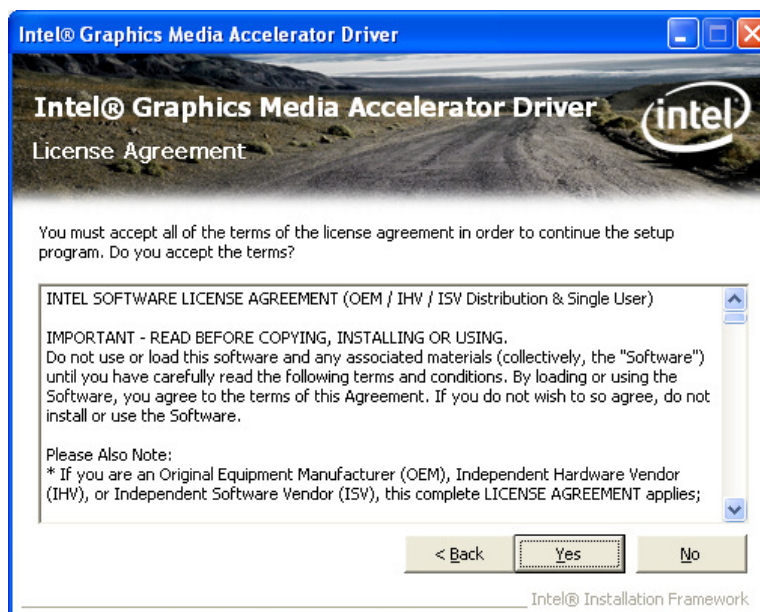 Intel® Graphics Media Accelerator Driver
Intel® Graphics Media Accelerator Driver
License Agreement
intel
You must accept all of the terms of the license agreement in order to continue the setup
program. Do you accept the terms?
INTEL SOFTWARE LICENSE AGREEMENT (OEM / IHV / ISV Distribution & Single User)
IMPORTANT - READ BEFORE COPYING, INSTALLING OR USING.
Do not use or load this software and any associated materials (collectively, the "Software")
until you have carefully read the following terms and conditions. By loading or using the
Software, you agree to the terms of this Agreement. If you do not wish to so agree, do not
install or use the Software.
Please Also Note:
* If you are an Original Equipment Manufacturer (OEM), Independent Hardware Vendor
(IHV), or Independent Software Vendor (ISV), this complete LICENSE AGREEMENT applies;
< Back Yes No
Intel® Installation Framework